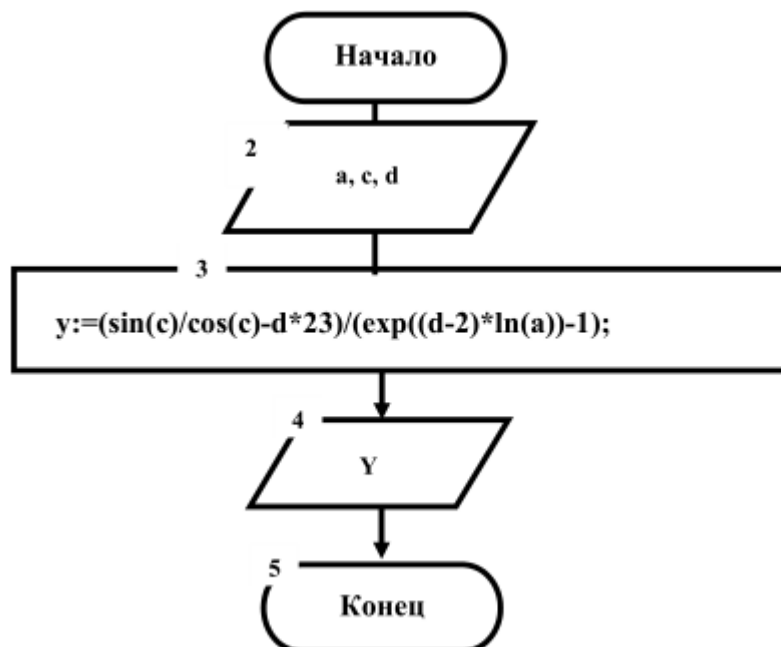 Начало
2
a, c, d
3
y:=(sin(c)/cos(c)-d*23)/(exp((d-2)*ln(a))-1);
4
Y
5
Конец